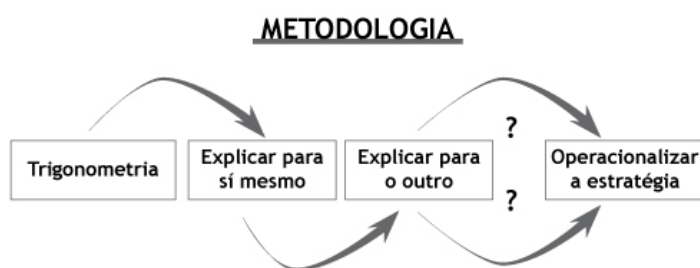 METODOLOGIA
Trigonometria
Explicar para
sí mesmo
Explicar para
o outro
?
?
Operacionalizar
a estratégia